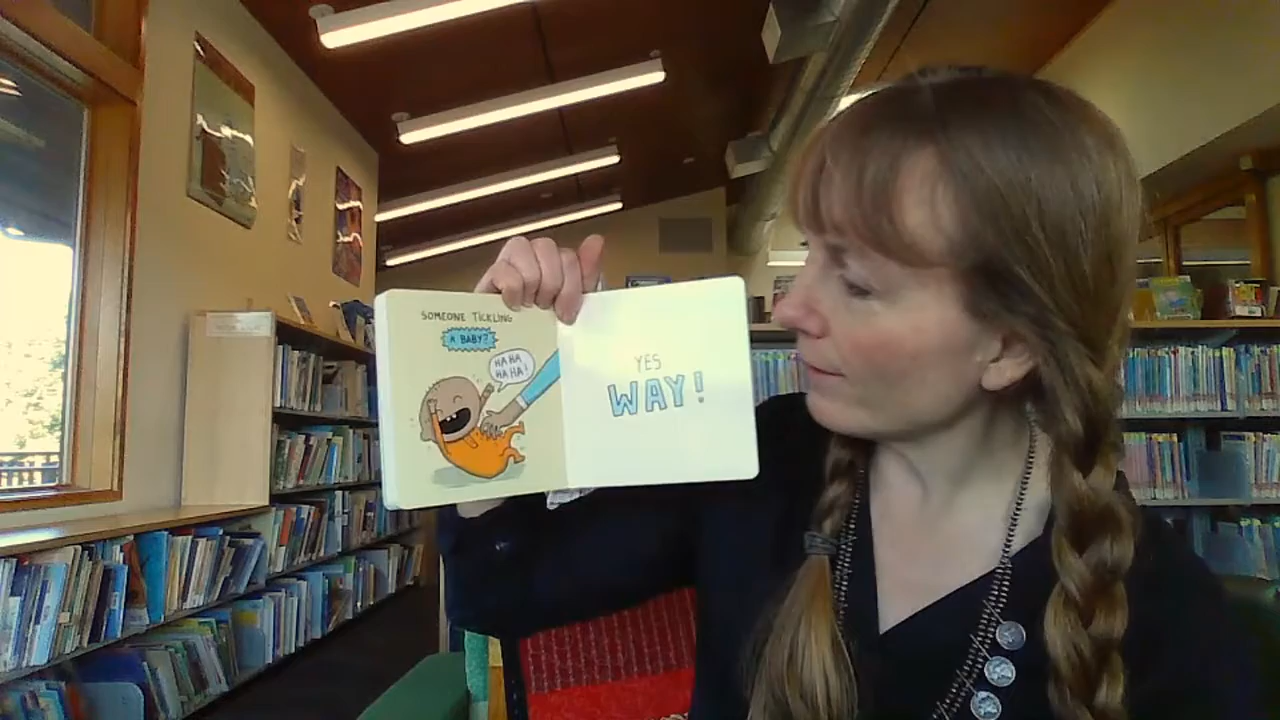 SOMEONE TICKLING
A BABY?
HA HA
HA HA!
YES
WAY!